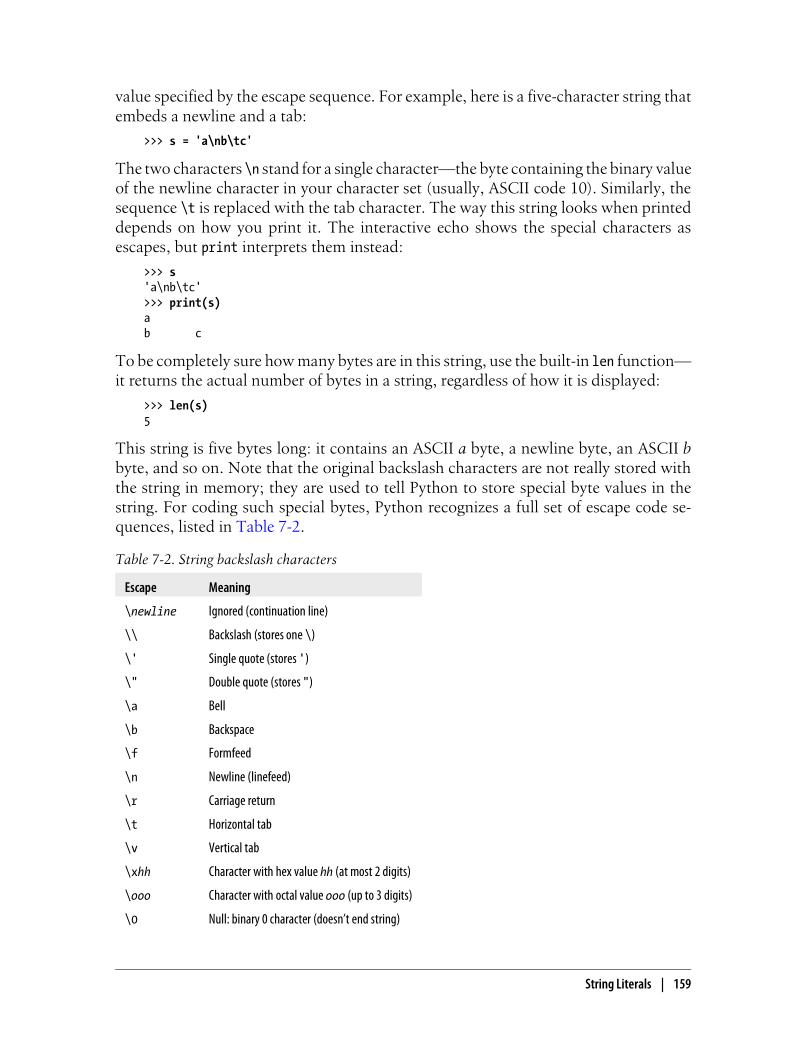 value specified by the escape sequence. For example, here is a five-character string that
embeds a newline and a tab:
>>> s = 'a\nb\tc'
The two characters \n stand for a single character—the byte containing the binary value
of the newline character in your character set (usually, ASCII code 10). Similarly, the
sequence \t is replaced with the tab character. The way this string looks when printed
depends on how you print it. The interactive echo shows the special characters as
escapes, but print interprets them instead:
>>> s
'a\nb\tc'
>>> print(s)
a
b       c
To be completely sure how many bytes are in this string, use the built-in len function—
it returns the actual number of bytes in a string, regardless of how it is displayed:
>>> len(s)
5
This string is five bytes long: it contains an ASCII a byte, a newline byte, an ASCII b
byte, and so on. Note that the original backslash characters are not really stored with
the string in memory; they are used to tell Python to store special byte values in the
string. For coding such special bytes, Python recognizes a full set of escape code se-
quences, listed in Table 7-2.
Table 7-2. String backslash characters
Escape Meaning
\newline Ignored (continuation line)
\\ Backslash (stores one \)
\' Single quote (stores ')
\" Double quote (stores ")
\a Bell
\b Backspace
\f Formfeed
\n Newline (linefeed)
\r Carriage return
\t Horizontal tab
\v Vertical tab
\xhh Character with hex value hh (at most 2 digits)
\ooo Character with octal value ooo (up to 3 digits)
\0 Null: binary 0 character (doesn’t end string)
String Literals | 159